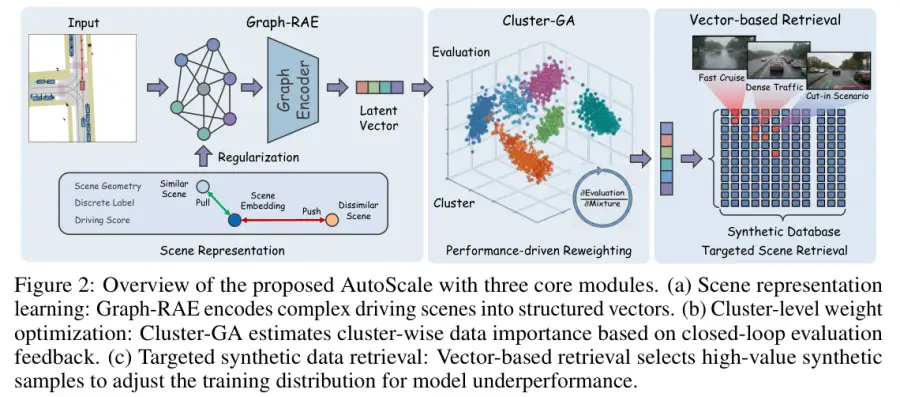 Input
Graph-RAE
Graph
Encoder
Latent
Vector
Regularization
Scene Geometry
Discrete Label
Driving Score
Similar
Scene
Pull
Scene
Embedding
Push
Dissimilar
Scene
Scene Representation
Cluster-GA
Evaluation
Cluster
∂Evaluation
∂Mixture
Performance-driven Reweighting
Vector-based Retrieval
Fast Cruise
Dense Traffic
Cut-in Scenario
Synthetic Database
Targeted Scene Retrieval
Figure 2: Overview of the proposed AutoScale with three core modules. (a) Scene representation
learning: Graph-RAE encodes complex driving scenes into structured vectors. (b) Cluster-level weight
optimization: Cluster-GA estimates cluster-wise data importance based on closed-loop evaluation
feedback. (c) Targeted synthetic data retrieval: Vector-based retrieval selects high-value synthetic
samples to adjust the training distribution for model underperformance.